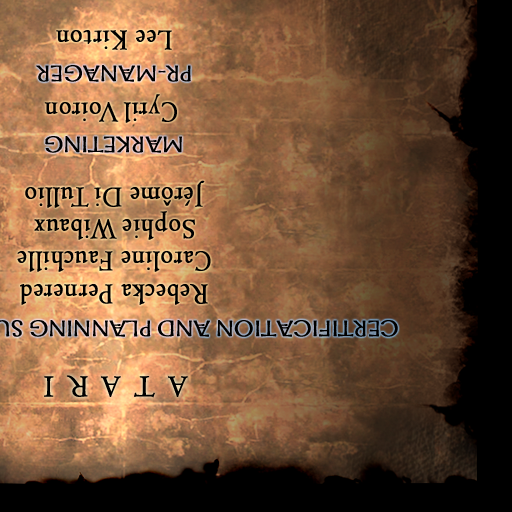 A T A R I
CERTIFICATION AND PLANNING SU
Rebecka Pernered
Caroline Fauchille
Sophie Wibaux
Jérôme Di Tullio
MARKETING
Cyril Voiron
PR-MANAGER
Lee Kirton